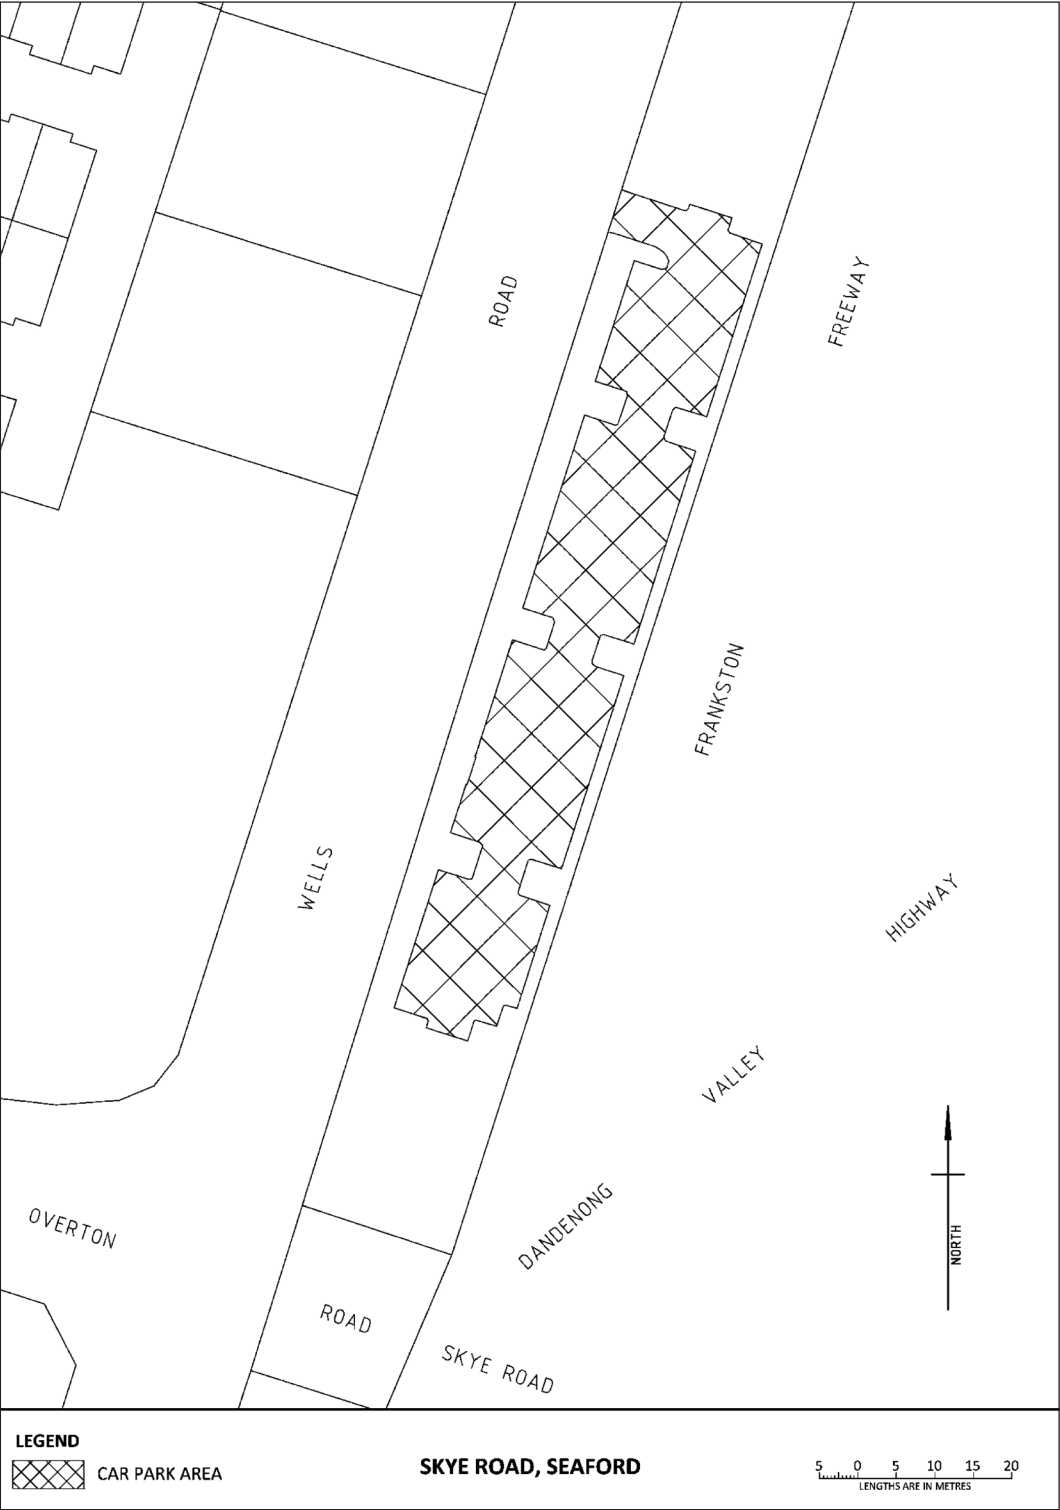 ROAD
FREEWAY
FRANKSTON
WELLS
HIGHWAY
VALLEY
DANDENONG
OVERTON
ROAD
SKYE ROAD
NORTH
LEGEND
CAR PARK AREA
SKYE ROAD, SEAFORD
5 0 5 10 15 20
LENGTHS ARE IN METRES